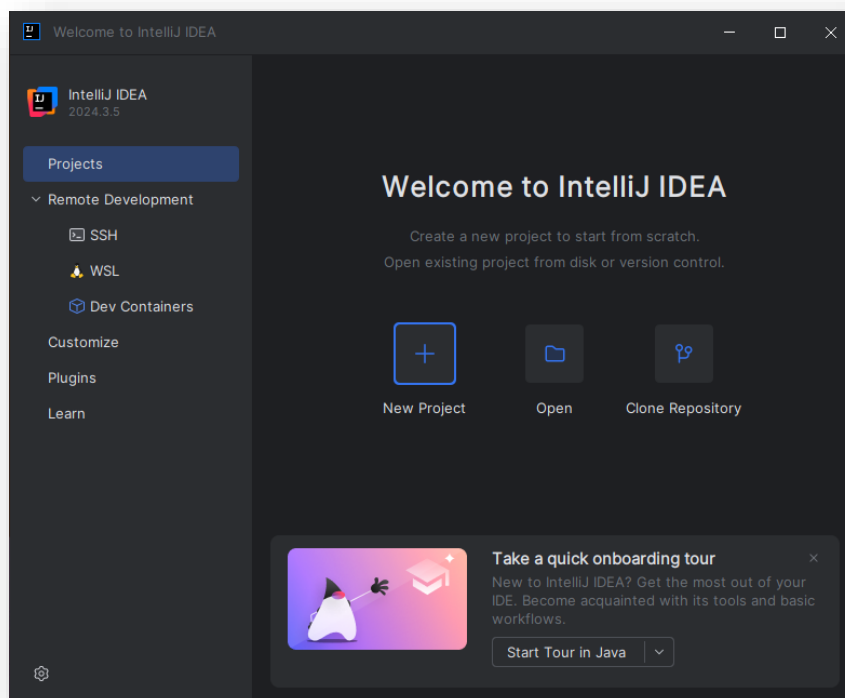 Welcome to IntelliJ IDEA
IntelliJ IDEA
2024.3.5
Projects
Remote Development
SSH
WSL
Dev Containers
Customize
Plugins
Learn
Welcome to IntelliJ IDEA
Create a new project to start from scratch.
Open existing project from disk or version control.
New Project
Open
Clone Repository
Take a quick onboarding tour
New to IntelliJ IDEA? Get the most out of your
IDE. Become acquainted with its tools and basic
workflows.
Start Tour in Java